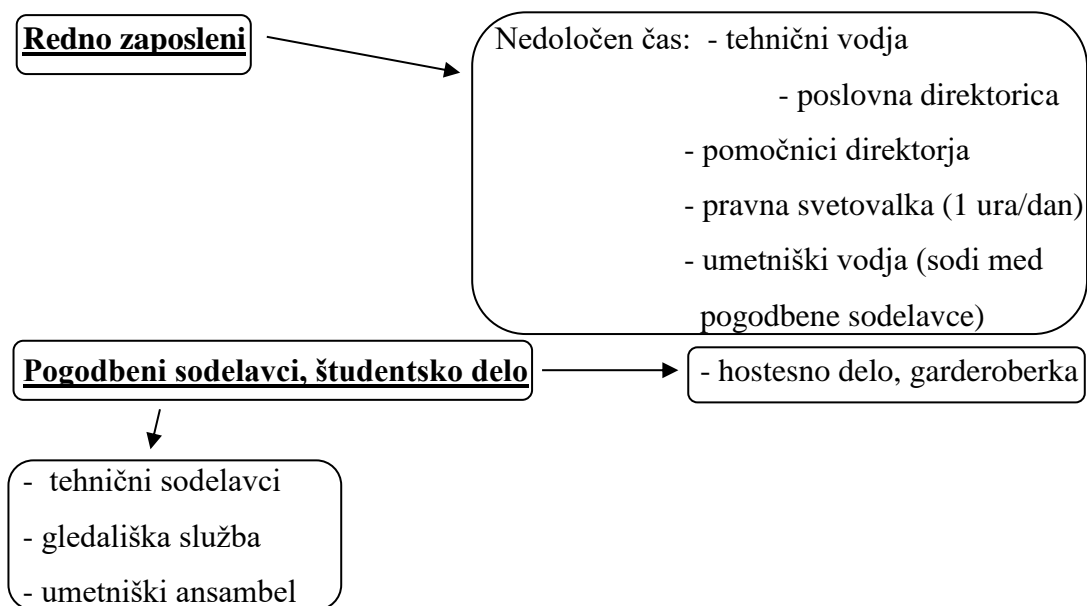 Redno zaposleni
Nedoločen čas: - tehnični vodja
- poslovna direktorica
- pomočnici direktorja
- pravna svetovalka (1 ura/dan)
- umetniški vodja (sodi med
pogodbene sodelavce)
Pogodbeni sodelavci, študentsko delo
- hostesno delo, garderoberka
- tehnični sodelavci
- gledališka služba
- umetniški ansambel